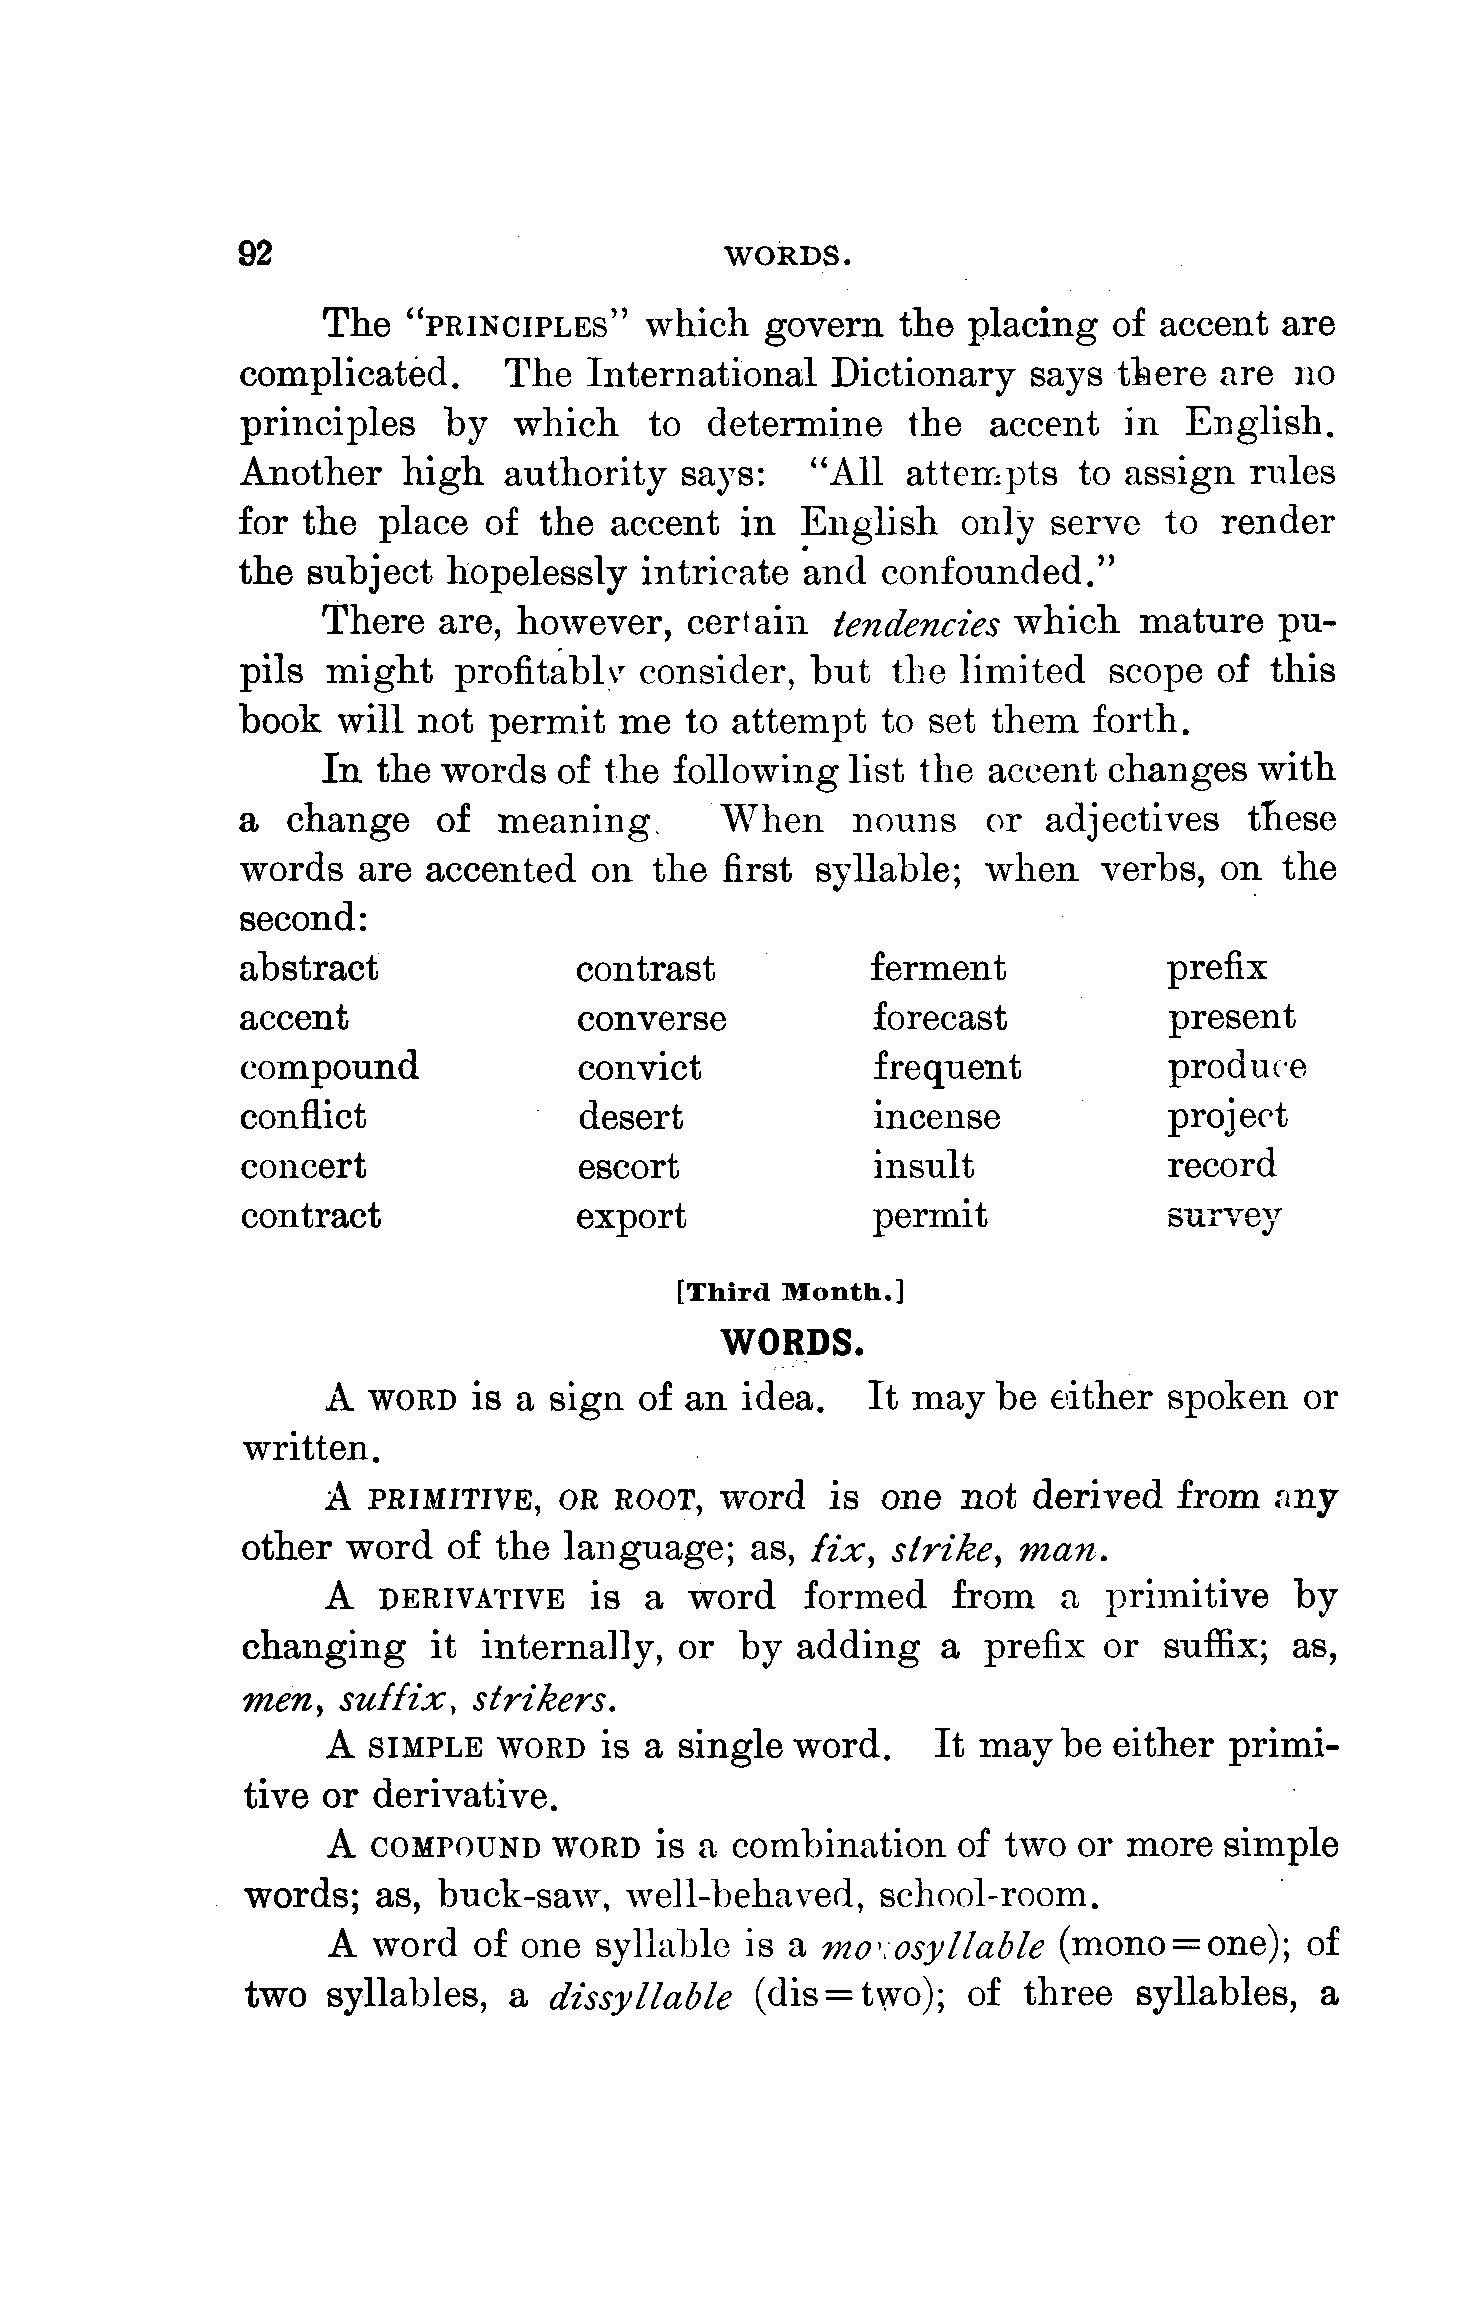 92 WORDS.
The "PRINCIPLES" which govern the placing of accent are
complicated. The International Dictionary says there are no
principles by which to determine the accent in English.
Another high authority says: "All attempts to assign rules
for the place of the accent in English only serve to render
the subject hopelessly intricate and confounded."
There are, however, certain tendencies which mature pu-
pils might profitably consider, but the limited scope of this
book will not permit me to attempt to set them forth.
In the words of the following list the accent changes with
a change of meaning. When nouns or adjectives these
words are accented on the first syllable; when verbs, on the
second:
abstract contrast ferment prefix
accent converse forecast present
compound convict frequent produce
conflict desert incense project
concert escort insult record
contract export permit survey
[Third Month.]
WORDS.
A WORD is a sign of an idea. It may be either spoken or
written.
A PRIMITIVE, OR ROOT, word is one not derived from any
other word of the language; as, fix, strike, man.
A DERIVATIVE is a word formed from a primitive by
changing it internally, or by adding a prefix or suffix; as,
men, suffix, strikers.
A SIMPLE WORD is a single word. It may be either primi-
tive or derivative.
A COMPOUND WORD is a combination of two or more simple
words; as, buck-saw, well-behaved, school-room.
A word of one syllable is a monosyllable (mono=one); of
two syllables, a dissyllable (dis=two); of three syllables, a